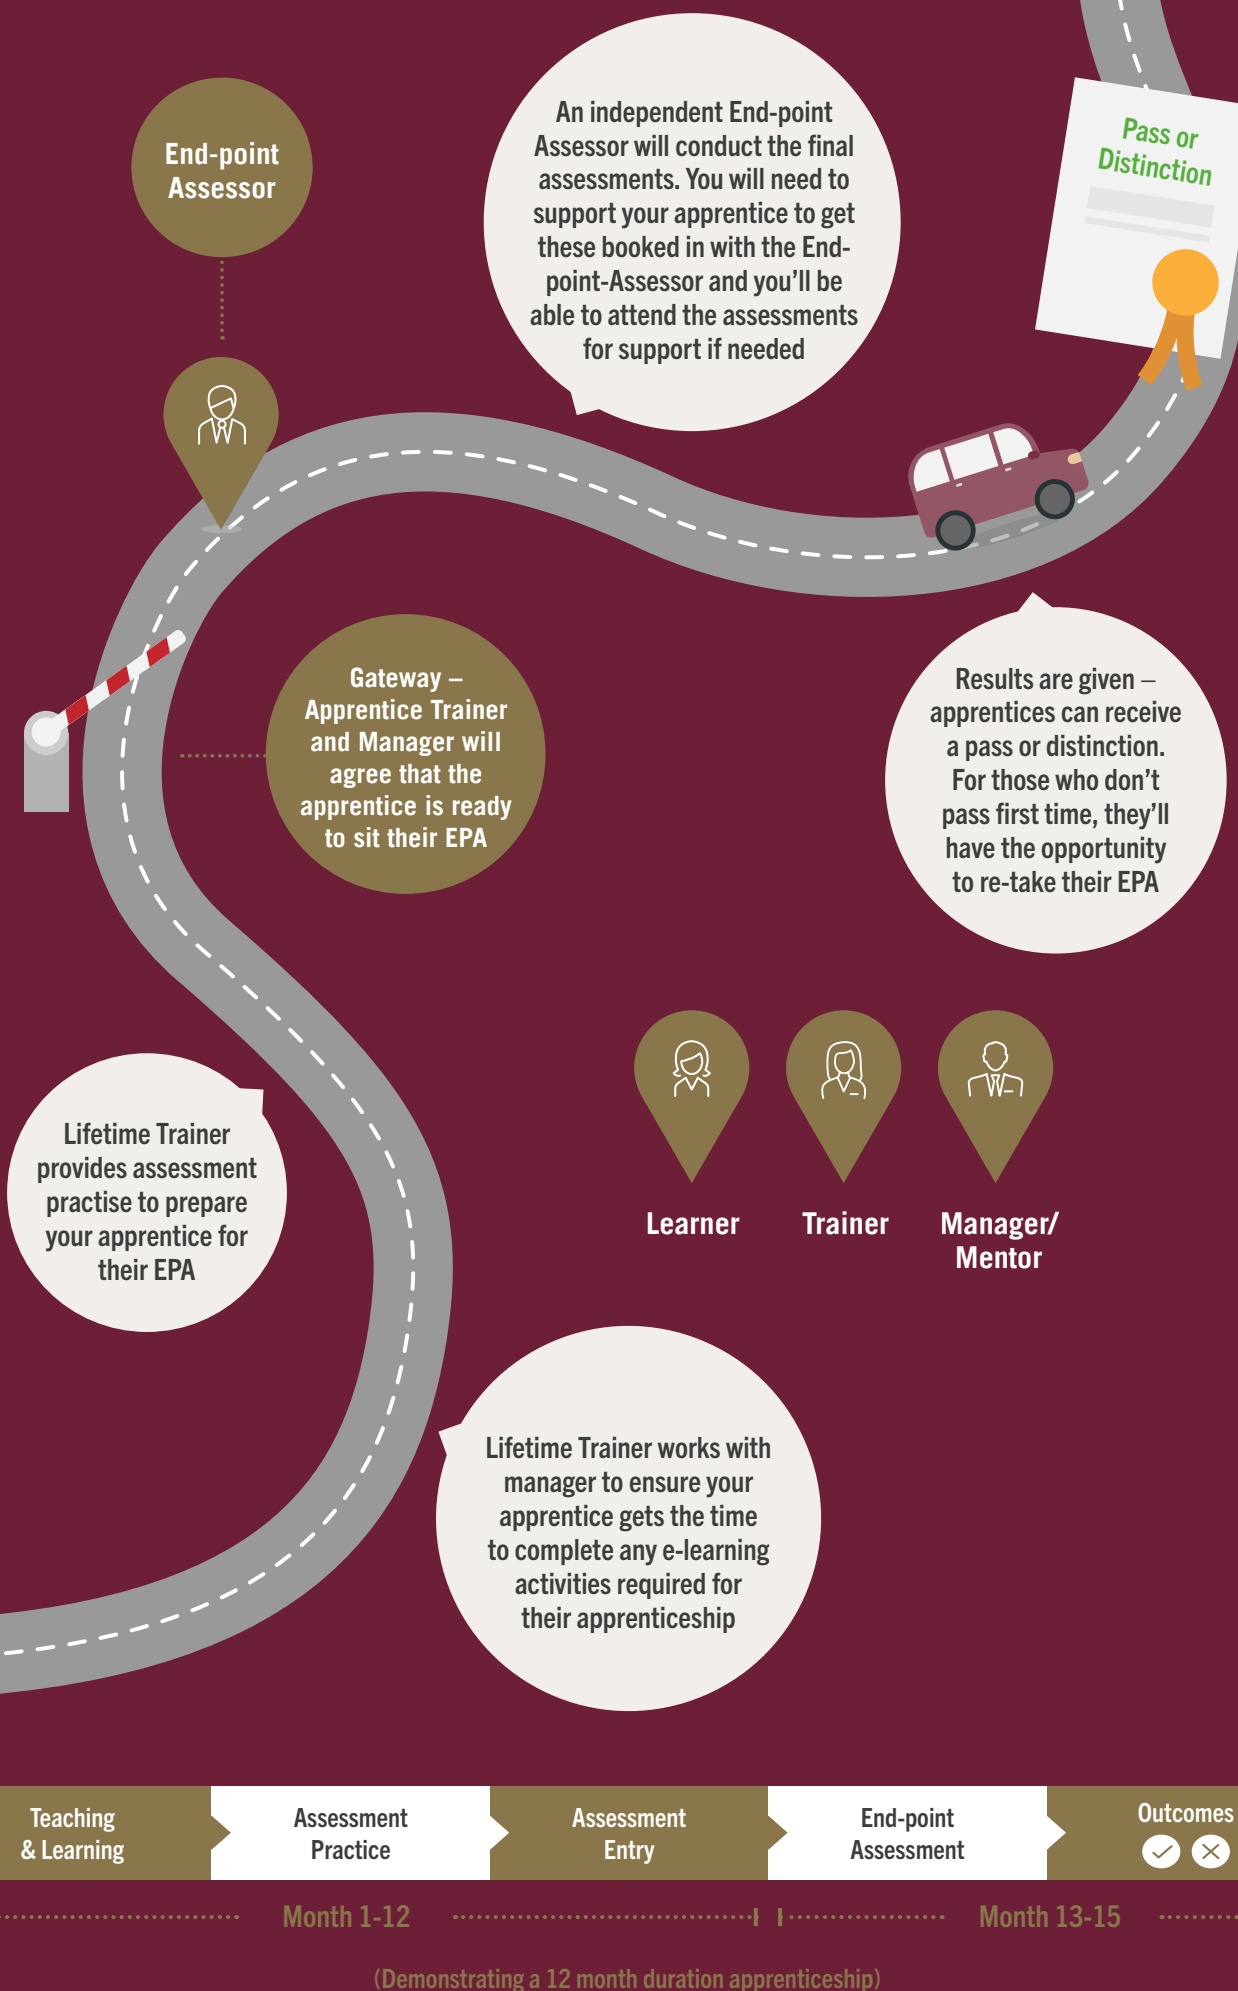 End-point
Assessor
An independent End-point
Assessor will conduct the final
assessments. You will need to
support your apprentice to get
these booked in with the End-
point-Assessor and you'll be
able to attend the assessments
for support if needed
Pass or
Distinction
Gateway –
Apprentice Trainer
and Manager will
agree that the
apprentice is ready
to sit their EPA
Results are given –
apprentices can receive
a pass or distinction.
For those who don't
pass first time, they'll
have the opportunity
to re-take their EPA
Lifetime Trainer
provides assessment
practise to prepare
your apprentice for
their EPA
Learner
Trainer
Manager/
Mentor
Lifetime Trainer works with
manager to ensure your
apprentice gets the time
to complete any e-learning
activities required for
their apprenticeship
Teaching
& Learning
Assessment
Practice
Assessment
Entry
End-point
Assessment
Outcomes
Month 1-12
Month 13-15
(Demonstrating a 12 month duration apprenticeship)